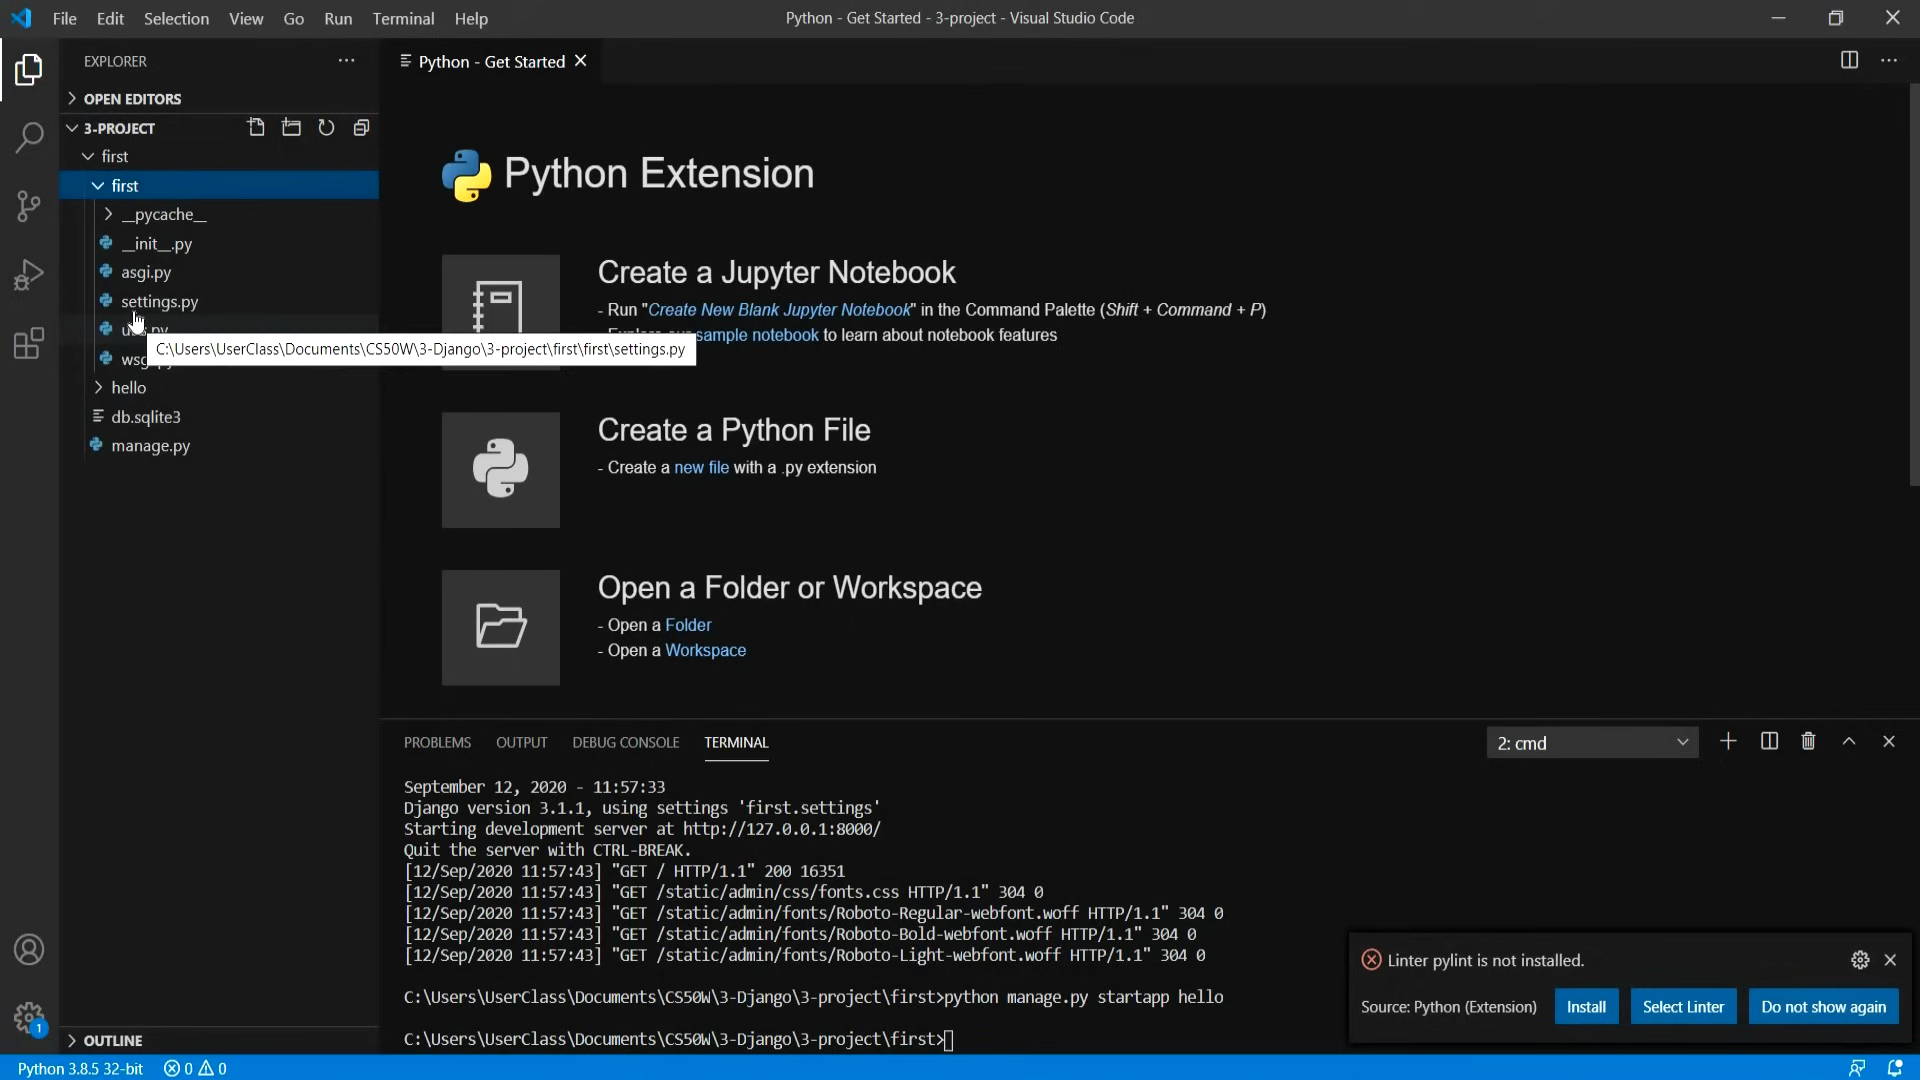 File Edit Selection View Go Run Terminal Help
Python - Get Started - 3-project - Visual Studio Code
EXPLORER
Python - Get Started
OPEN EDITORS
3-PROJECT
first
first
__pycache__
__init__.py
asgi.py
settings.py
C:\Users\UserClass\Documents\CS50W\3-Django\3-project\first\first\settings.py
hello
db.sqlite3
manage.py
OUTLINE
Python Extension
Create a Jupyter Notebook
- Run "Create New Blank Jupyter Notebook" in the Command Palette (Shift + Command + P)
sample notebook to learn about notebook features
Create a Python File
- Create a new file with a .py extension
Open a Folder or Workspace
- Open a Folder
- Open a Workspace
PROBLEMS OUTPUT DEBUG CONSOLE TERMINAL
2: cmd
September 12, 2020 - 11:57:33
Django version 3.1.1, using settings 'first.settings'
Starting development server at http://127.0.0.1:8000/
Quit the server with CTRL-BREAK.
[12/Sep/2020 11:57:43] "GET / HTTP/1.1" 200 16351
[12/Sep/2020 11:57:43] "GET /static/admin/css/fonts.css HTTP/1.1" 304 0
[12/Sep/2020 11:57:43] "GET /static/admin/fonts/Roboto-Regular-webfont.woff HTTP/1.1" 304 0
[12/Sep/2020 11:57:43] "GET /static/admin/fonts/Roboto-Bold-webfont.woff HTTP/1.1" 304 0
[12/Sep/2020 11:57:43] "GET /static/admin/fonts/Roboto-Light-webfont.woff HTTP/1.1" 304 0
C:\Users\UserClass\Documents\CS50W\3-Django\3-project\first>python manage.py startapp hello
C:\Users\UserClass\Documents\CS50W\3-Django\3-project\first>
Linter pylint is not installed.
Source: Python (Extension) Install Select Linter Do not show again
1
Python 3.8.5 32-bit 0 0